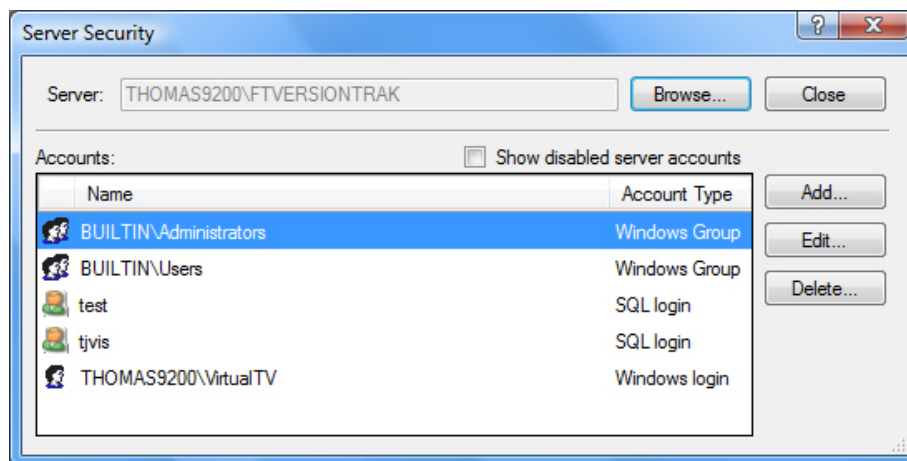 Server Security
Server: THOMAS9200\FTVERSIONTRAK Browse... Close
Accounts: Show disabled server accounts
Name Account Type Add...
BUILTIN\Administrators Windows Group Edit...
BUILTIN\Users Windows Group Delete...
test SQL login
tjvis SQL login
THOMAS9200\VirtualTV Windows login